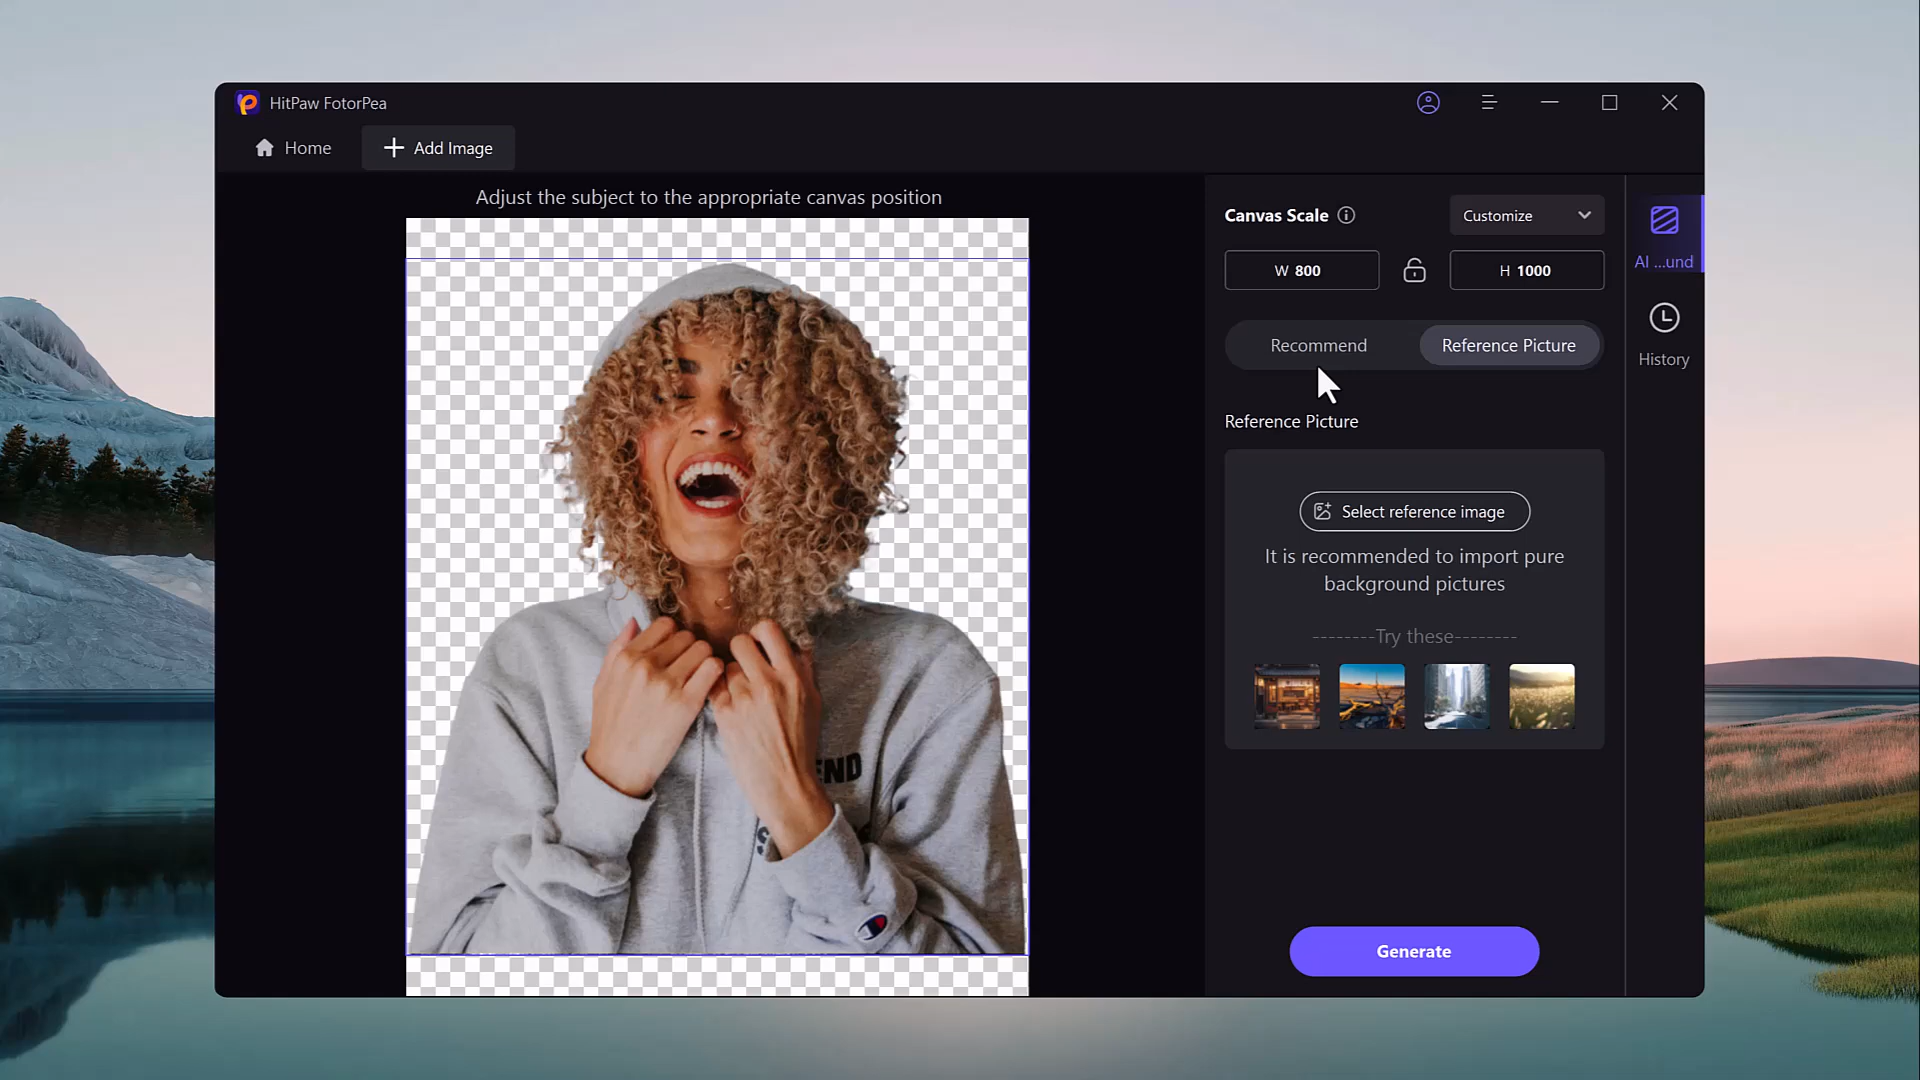 HitPaw FotorPea
Home
Add Image
Adjust the subject to the appropriate canvas position
Canvas Scale
Customize
W 800
H 1000
Recommend
Reference Picture
Reference Picture
Select reference image
It is recommended to import pure
background pictures
--------Try these--------
Generate
AI ...und
History
END